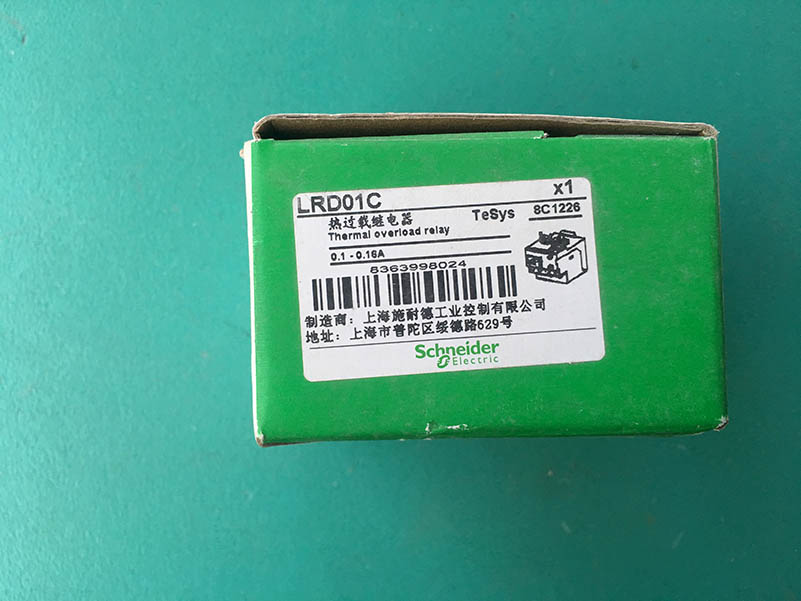 LRD01C x1
热过载继电器 TeSys 8C1226
Thermal overload relay
0.1 - 0.16A
8363998024
制造商：上海施耐德工业控制有限公司
地址：上海市普陀区绥德路629号
Schneider
Electric